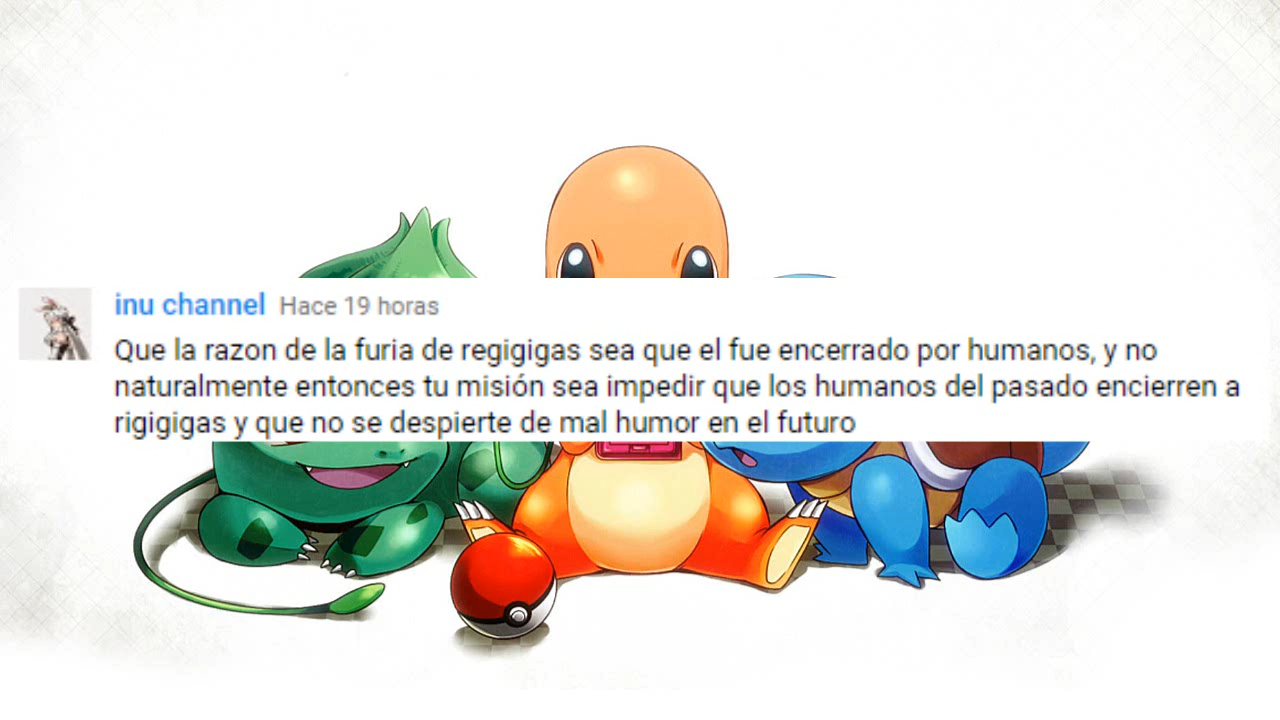 inu channel Hace 19 horas
Que la razon de la furia de regigigas sea que el fue encerrado por humanos, y no
naturalmente entonces tu misión sea impedir que los humanos del pasado encierren a
rigigigas y que no se despierte de mal humor en el futuro